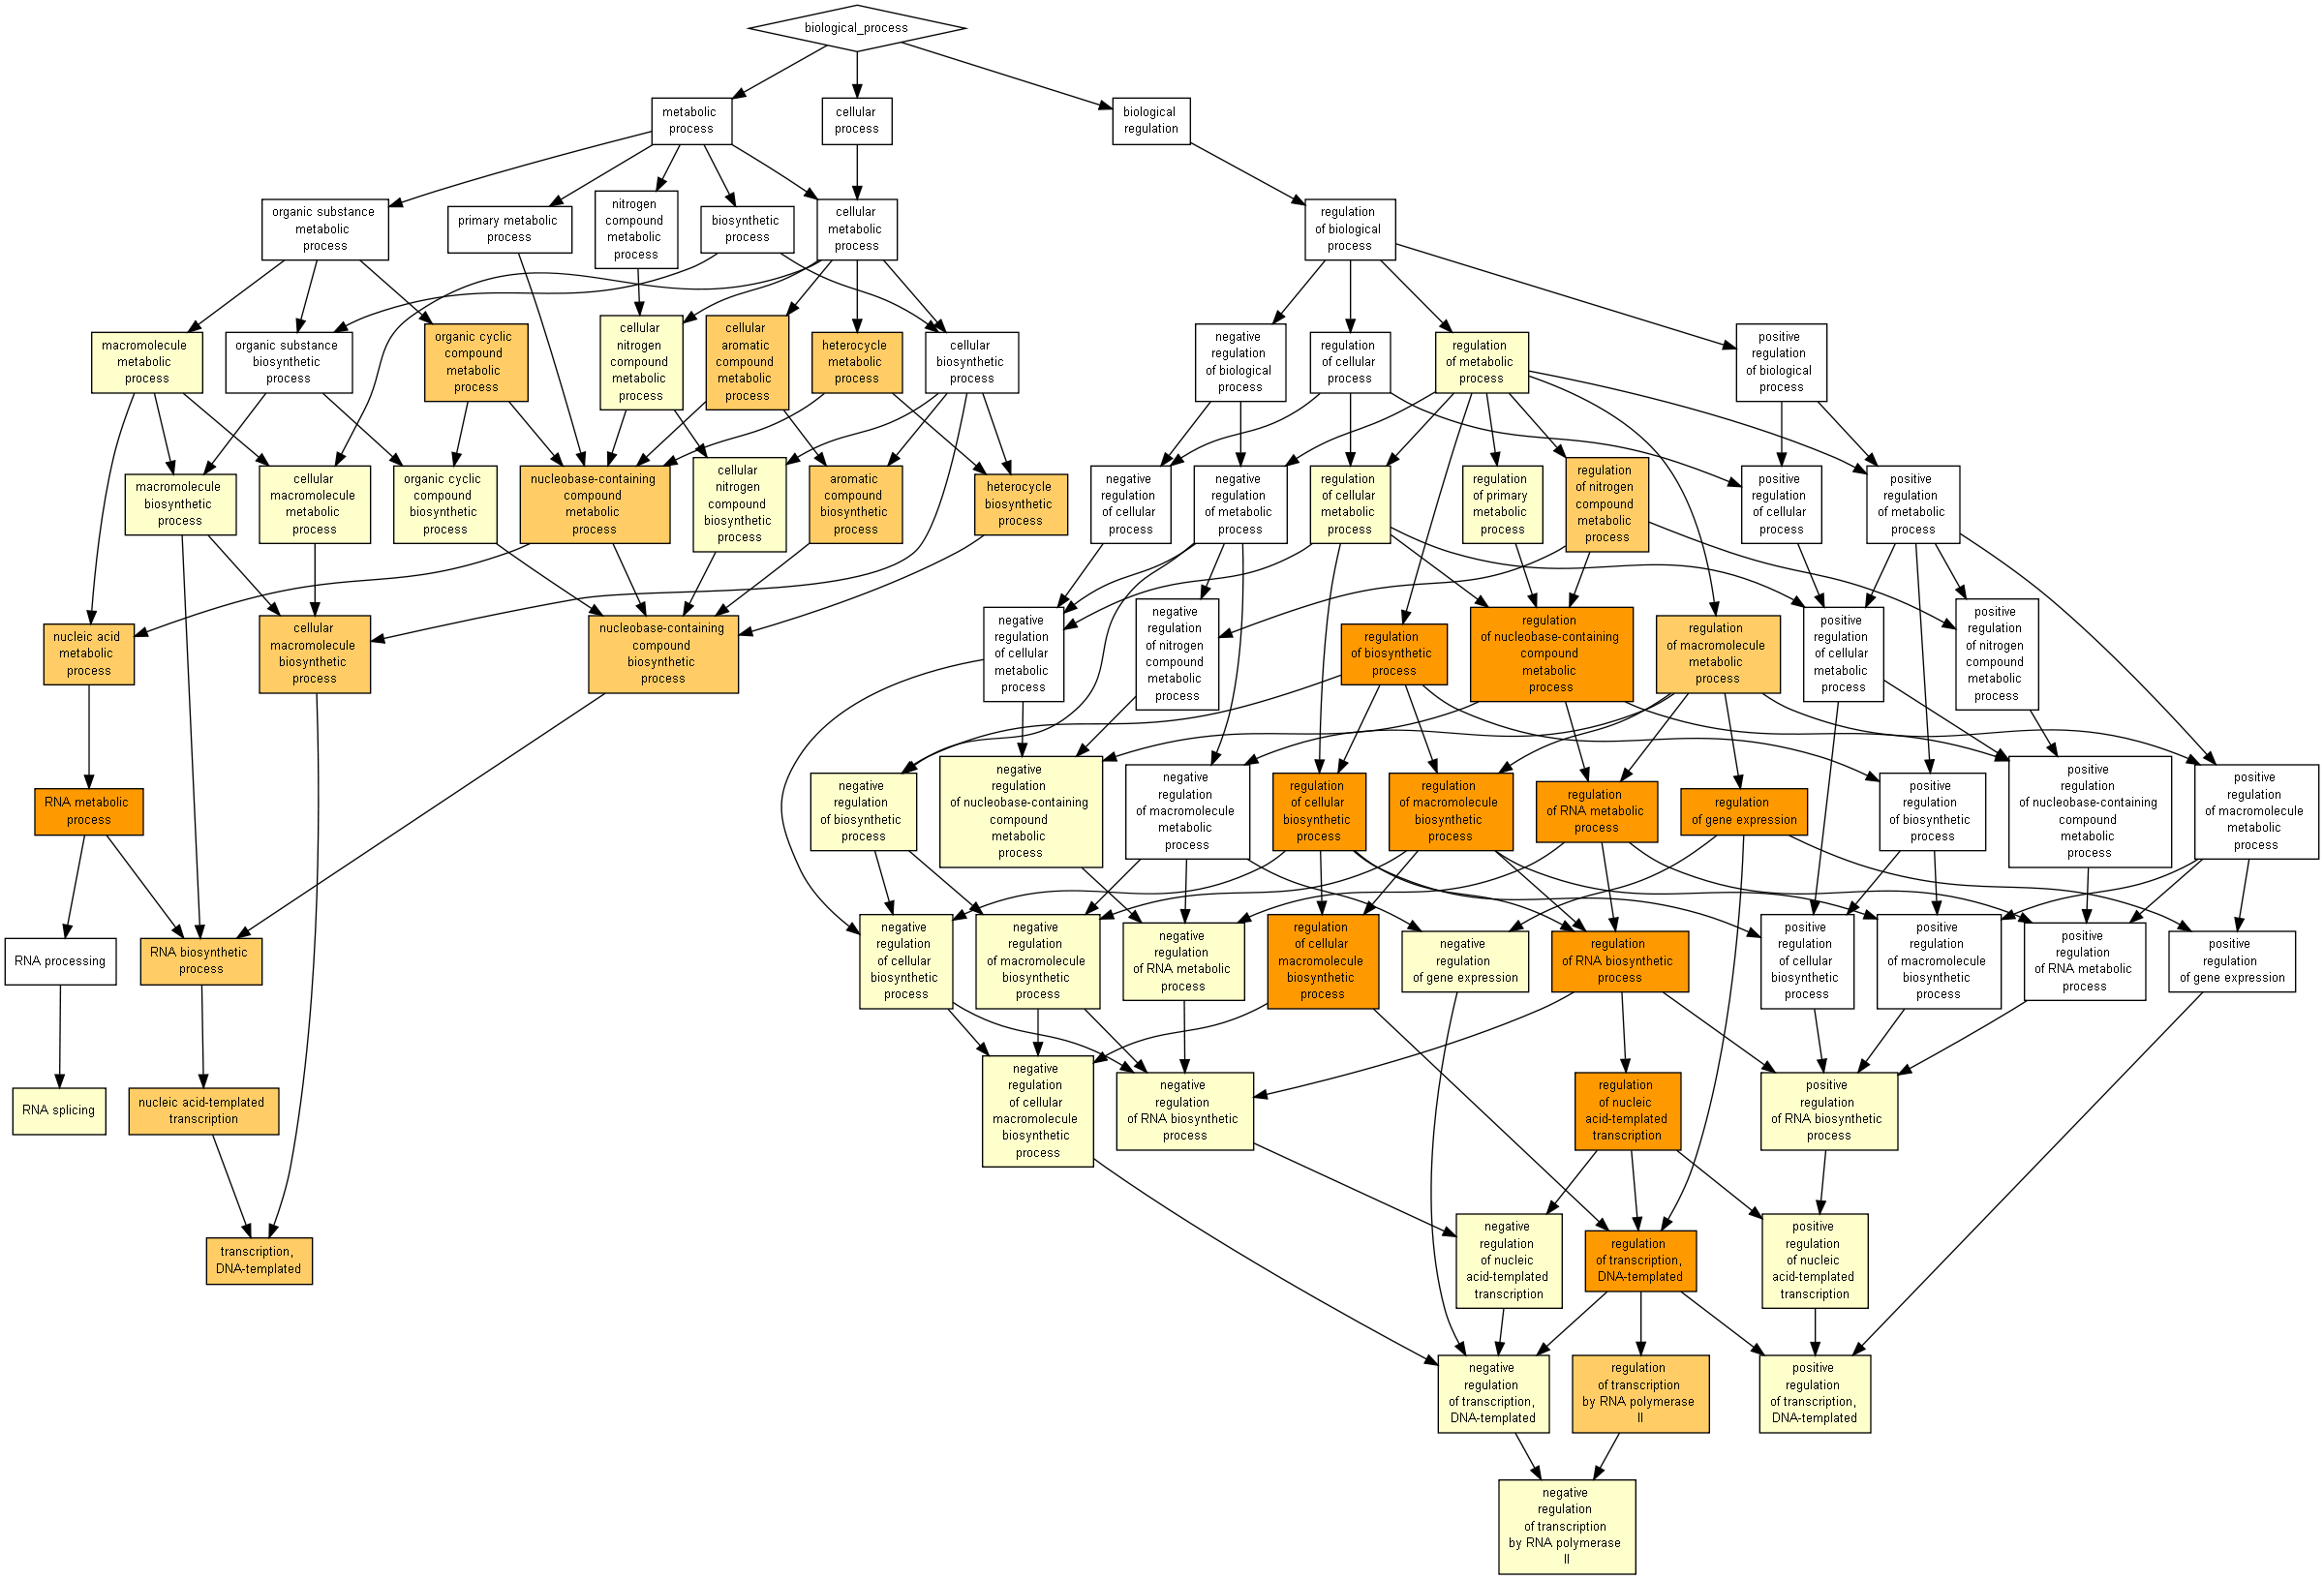 biological_process
metabolic
process
cellular
process
biological
regulation
organic substance
metabolic
process
primary metabolic
process
nitrogen
compound
metabolic
process
biosynthetic
process
cellular
metabolic
process
regulation
of biological
process
macromolecule
metabolic
process
organic substance
biosynthetic
process
organic cyclic
compound
metabolic
process
cellular
nitrogen
compound
metabolic
process
cellular
aromatic
compound
metabolic
process
heterocycle
metabolic
process
cellular
biosynthetic
process
negative
regulation
of biological
process
regulation
of cellular
process
regulation
of metabolic
process
positive
regulation
of biological
process
macromolecule
biosynthetic
process
cellular
macromolecule
metabolic
process
organic cyclic
compound
biosynthetic
process
nucleobase-containing
compound
metabolic
process
cellular
nitrogen
compound
biosynthetic
process
aromatic
compound
biosynthetic
process
heterocycle
biosynthetic
process
negative
regulation
of cellular
process
negative
regulation
of metabolic
process
regulation
of cellular
metabolic
process
regulation
of primary
metabolic
process
regulation
of nitrogen
compound
metabolic
process
positive
regulation
of cellular
process
positive
regulation
of metabolic
process
nucleic acid
metabolic
process
cellular
macromolecule
biosynthetic
process
nucleobase-containing
compound
biosynthetic
process
negative
regulation
of cellular
metabolic
process
negative
regulation
of nitrogen
compound
metabolic
process
regulation
of biosynthetic
process
regulation
of nucleobase-containing
compound
metabolic
process
regulation
of macromolecule
metabolic
process
positive
regulation
of cellular
metabolic
process
positive
regulation
of nitrogen
compound
metabolic
process
RNA metabolic
process
negative
regulation
of biosynthetic
process
negative
regulation
of nucleobase-containing
compound
metabolic
process
negative
regulation
of macromolecule
metabolic
process
regulation
of cellular
biosynthetic
process
regulation
of macromolecule
biosynthetic
process
regulation
of RNA metabolic
process
regulation
of gene expression
positive
regulation
of biosynthetic
process
positive
regulation
of nucleobase-containing
compound
metabolic
process
positive
regulation
of macromolecule
metabolic
process
RNA processing
RNA biosynthetic
process
negative
regulation
of cellular
biosynthetic
process
negative
regulation
of macromolecule
biosynthetic
process
negative
regulation
of RNA metabolic
process
regulation
of cellular
macromolecule
biosynthetic
process
negative
regulation
of gene expression
regulation
of RNA biosynthetic
process
positive
regulation
of cellular
biosynthetic
process
positive
regulation
of macromolecule
biosynthetic
process
positive
regulation
of RNA metabolic
process
positive
regulation
of gene expression
RNA splicing
nucleic acid-templated
transcription
negative
regulation
of cellular
macromolecule
biosynthetic
process
negative
regulation
of RNA biosynthetic
process
regulation
of nucleic
acid-templated
transcription
positive
regulation
of RNA biosynthetic
process
transcription,
DNA-templated
negative
regulation
of nucleic
acid-templated
transcription
regulation
of transcription,
DNA-templated
positive
regulation
of nucleic
acid-templated
transcription
negative
regulation
of transcription,
DNA-templated
regulation
of transcription
by RNA polymerase
II
positive
regulation
of transcription,
DNA-templated
negative
regulation
of transcription
by RNA polymerase
II